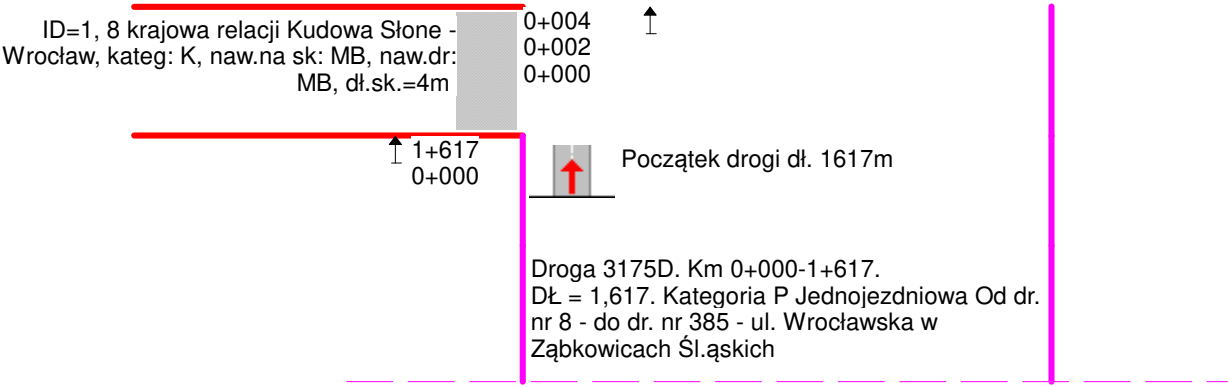 ID=1, 8 krajowa relacji Kudowa Słone -
Wrocław, kateg: K, naw.na sk: MB, naw.dr:
MB, dł.sk.=4m
0+004
0+002
0+000
1+617
0+000
Początek drogi dł. 1617m
Droga 3175D. Km 0+000-1+617.
DŁ = 1,617. Kategoria P Jednojezdniowa Od dr.
nr 8 - do dr. nr 385 - ul. Wrocławska w
Ząbkowicach Śl.ąskich